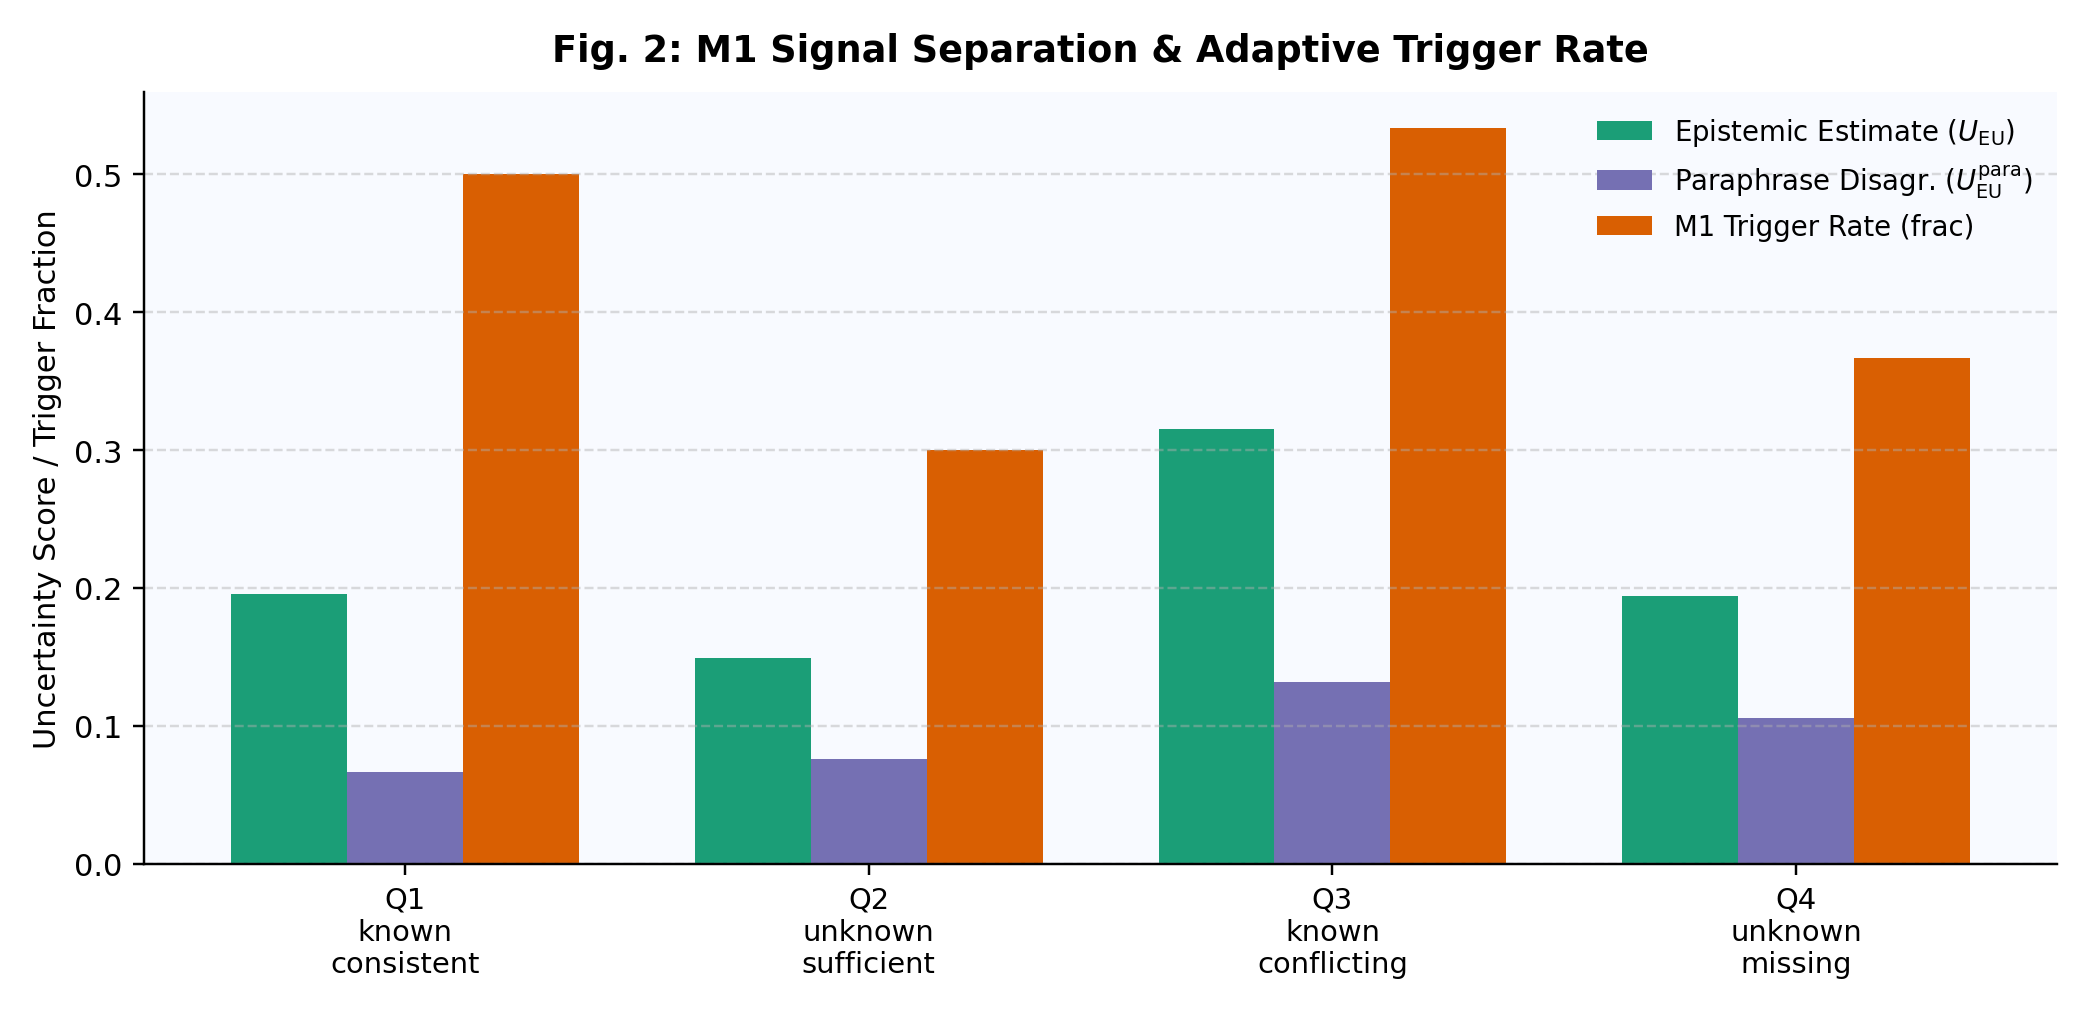 Fig. 2: M1 Signal Separation & Adaptive Trigger Rate
Uncertainty Score / Trigger Fraction
0.5
0.4
0.3
0.2
0.1
0.0
Epistemic Estimate (U_EU)
Paraphrase Disagr. (U_EU^para)
M1 Trigger Rate (frac)
Q1
known
consistent
Q2
unknown
sufficient
Q3
known
conflicting
Q4
unknown
missing